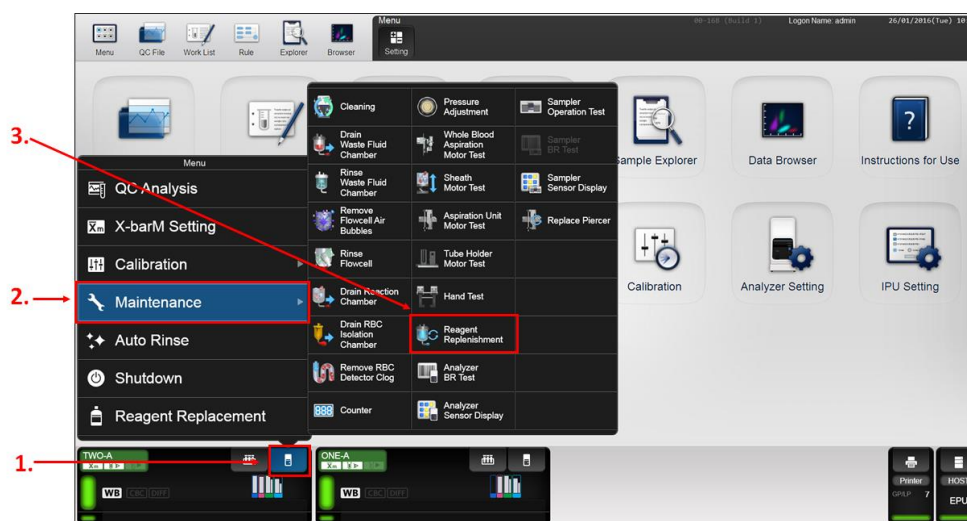 Menu
QC File
Work List
Rule
Explorer
Browser
Menu
Setting
00-16B (Build 1)
Logon Name: admin
26/01/2016(Tue) 10
3.
Menu
QC Analysis
X-barM Setting
Calibration
2.
Maintenance
Auto Rinse
Shutdown
Reagent Replacement
Cleaning
Drain
Waste Fluid
Chamber
Rinse
Waste Fluid
Chamber
Remove
Flowcell Air
Bubbles
Rinse
Flowcell
Drain Reaction
Chamber
Drain RBC
Isolation
Chamber
Remove RBC
Detector Clog
888
Counter
Pressure
Adjustment
Whole Blood
Aspiration
Motor Test
Sheath
Motor Test
Aspiration Unit
Motor Test
Tube Holder
Motor Test
Hand Test
Reagent
Replenishment
Analyzer
BR Test
Analyzer
Sensor Display
Sampler
Operation Test
Sampler
BR Test
Sampler
Sensor Display
Replace Piercer
Sample Explorer
Data Browser
Instructions for Use
Calibration
Analyzer Setting
IPU Setting
1.
TWO-A
WB CBC DIFF
ONE-A
WB CBC DIFF
Printer
GP/LP 7
HOST
EPU